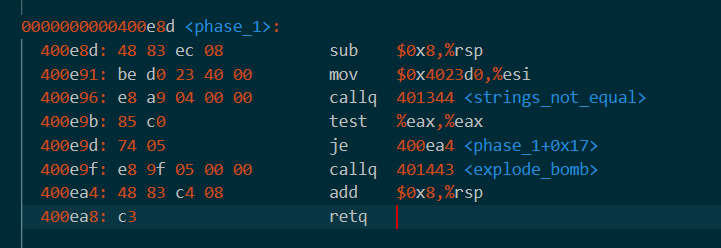 0000000000400e8d <phase_1>:
400e8d: 48 83 ec 08 sub $0x8,%rsp
400e91: be d0 23 40 00 mov $0x4023d0,%esi
400e96: e8 a9 04 00 00 callq 401344 <strings_not_equal>
400e9b: 85 c0 test %eax,%eax
400e9d: 74 05 je 400ea4 <phase_1+0x17>
400e9f: e8 9f 05 00 00 callq 401443 <explode_bomb>
400ea4: 48 83 c4 08 add $0x8,%rsp
400ea8: c3 retq